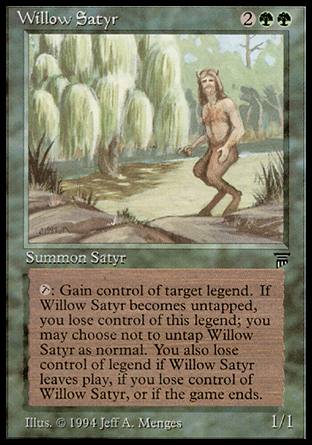 Willow Satyr 2
Summon Satyr
: Gain control of target legend. If
Willow Satyr becomes untapped,
you lose control of this legend; you
may choose not to untap Willow
Satyr as normal. You also lose
control of legend if Willow Satyr
leaves play, if you lose control of
Willow Satyr, or if the game ends.
Illus. © 1994 Jeff A. Menges 1/1